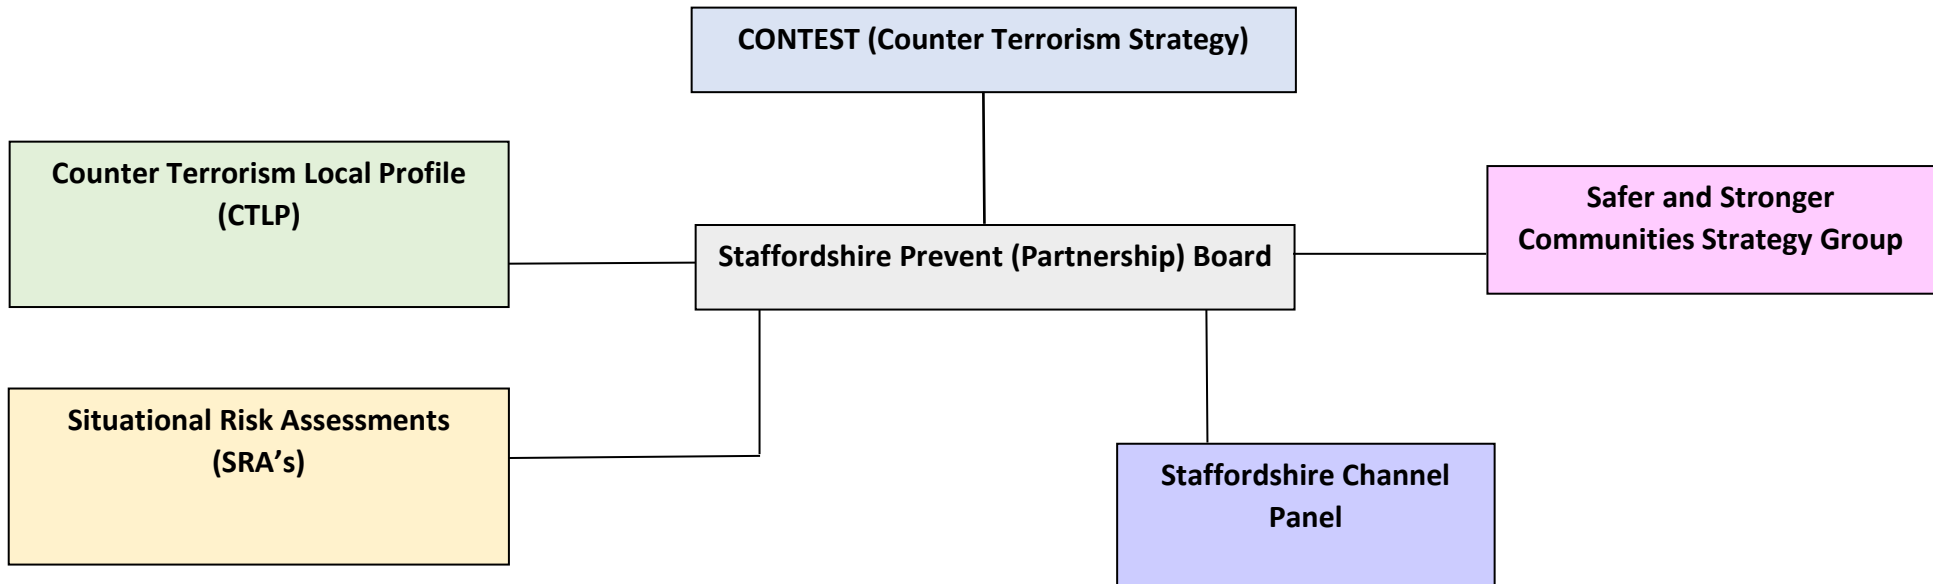 CONTEST (Counter Terrorism Strategy)
Counter Terrorism Local Profile
(CTLP)
Safer and Stronger
Communities Strategy Group
Staffordshire Prevent (Partnership) Board
Situational Risk Assessments
(SRA’s)
Staffordshire Channel
Panel